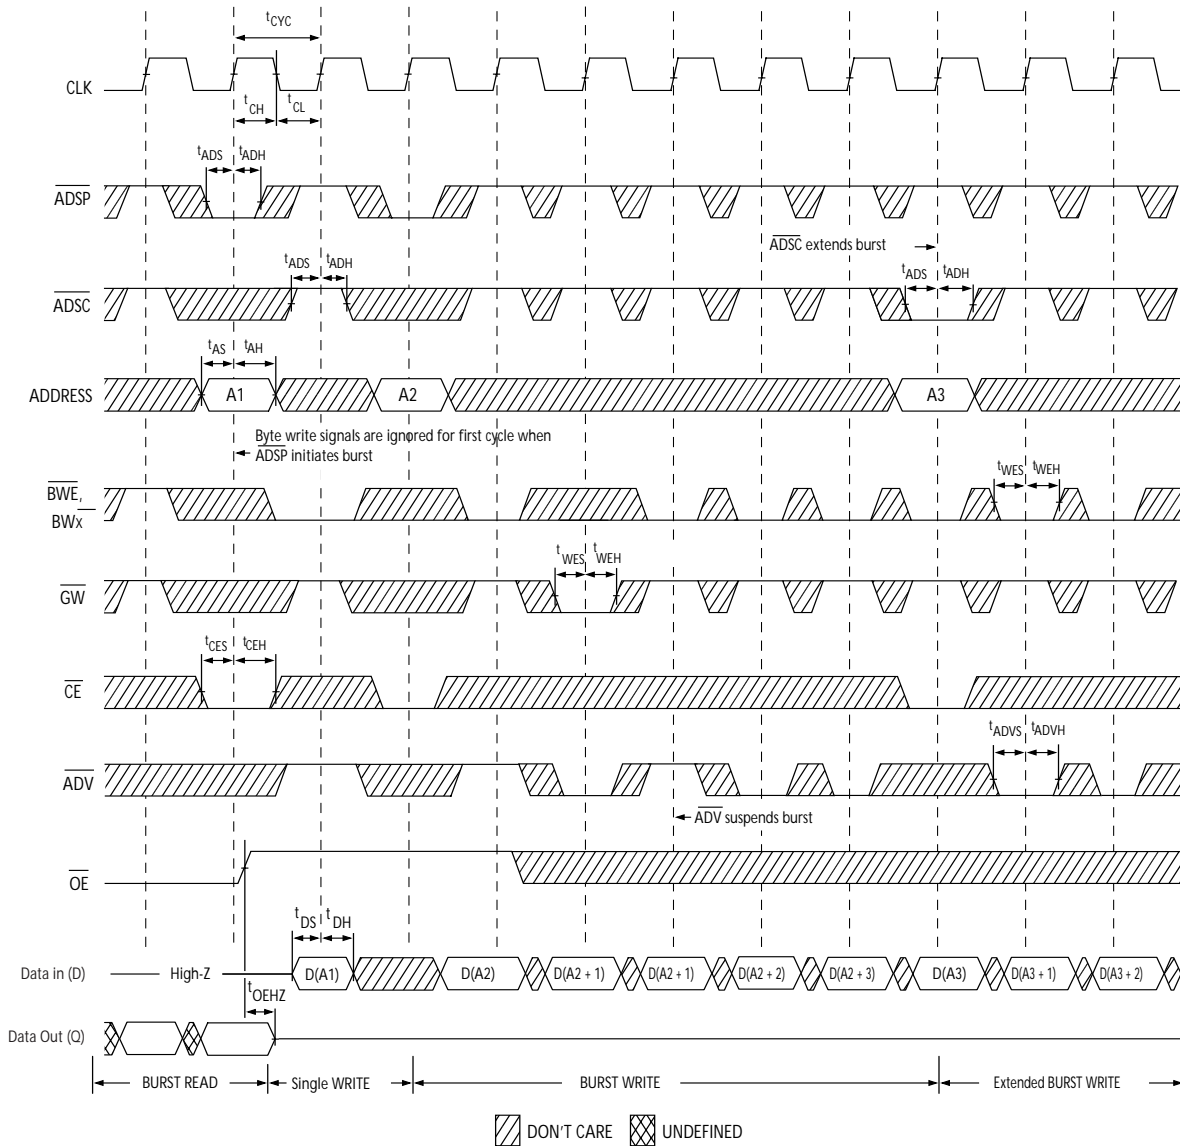 tCYC
CLK
tCH
tCL
tADS
tADH
ADSP
ADSC extends burst
tADS
tADH
tADS
tADH
ADSC
tAS
tAH
ADDRESS
A1
A2
A3
Byte write signals are ignored for first cycle when
ADSP initiates burst
tWES
tWEH
BWE,
BWx
tWES
tWEH
GW
tCES
tCEH
CE
tADVS
tADVH
ADV
ADV suspends burst
OE
tDS
tDH
Data in (D)
High-Z
D(A1)
D(A2)
D(A2 + 1)
D(A2 + 1)
D(A2 + 2)
D(A2 + 3)
D(A3)
D(A3 + 1)
D(A3 + 2)
tOEHZ
Data Out (Q)
BURST READ
Single WRITE
BURST WRITE
Extended BURST WRITE
DON'T CARE
UNDEFINED